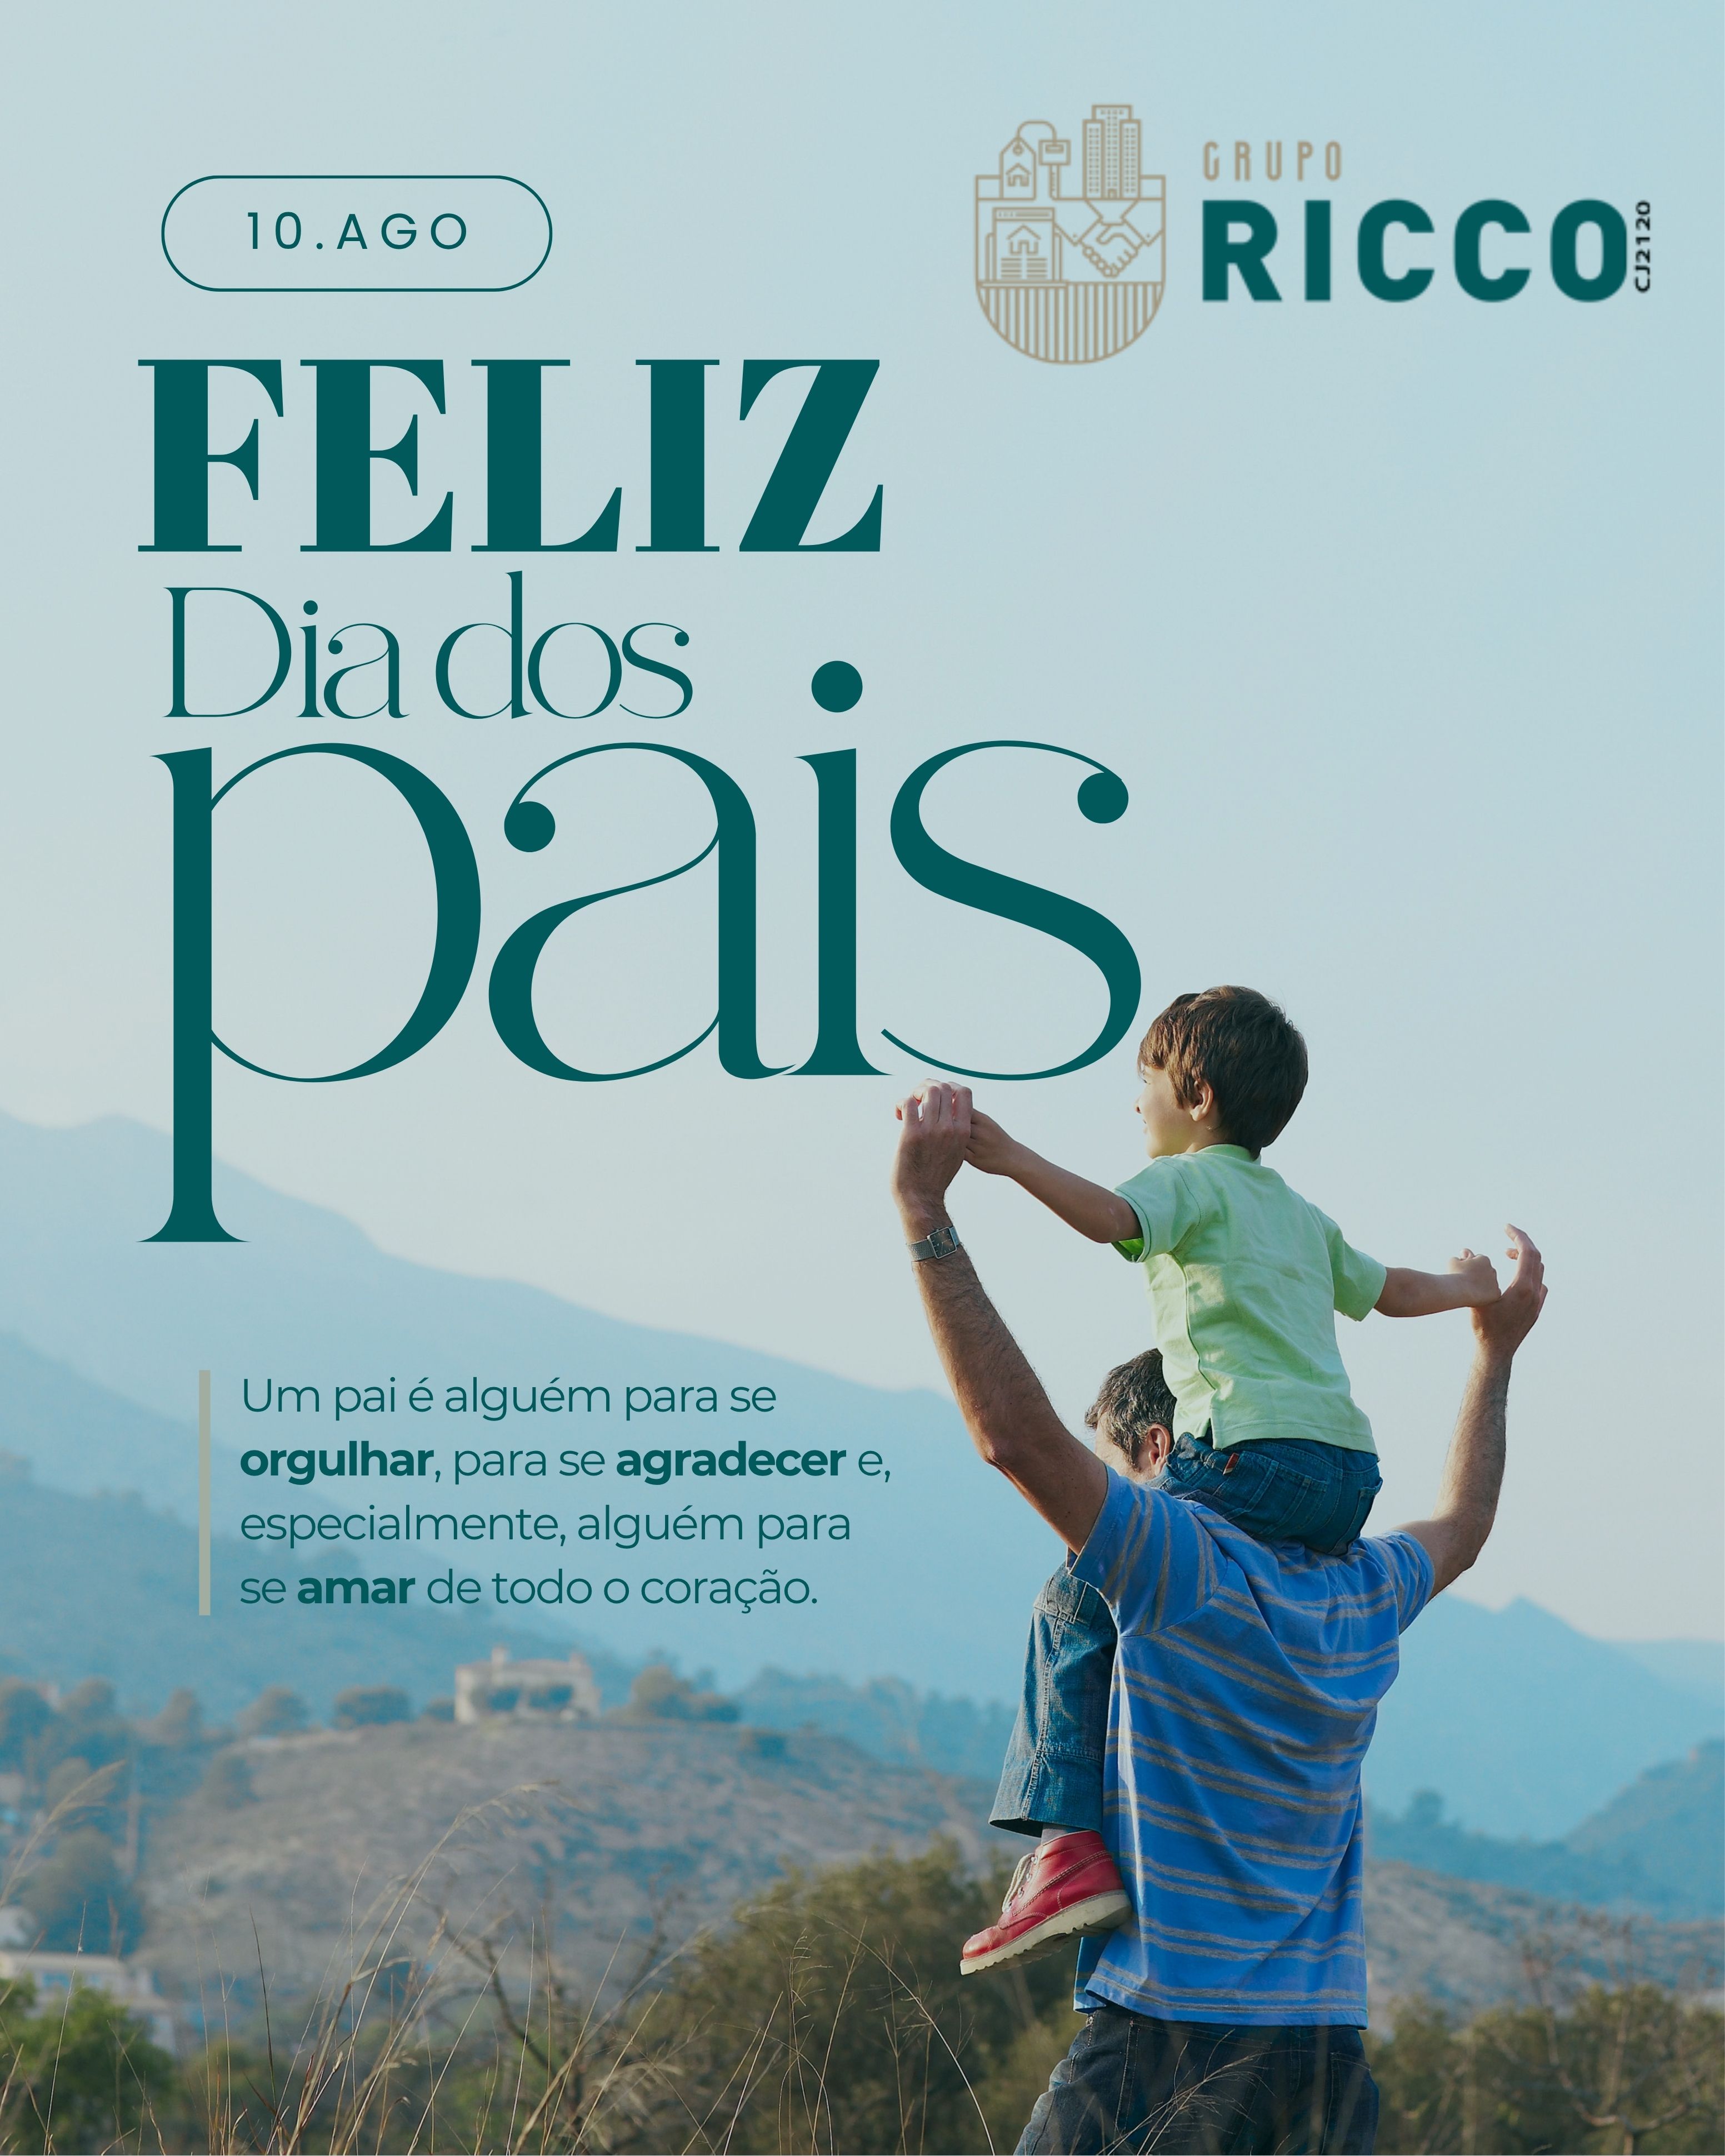 10.AGO
GRUPO
RICCO
CJ2120
FELIZ
Dia dos
pais
Um pai é alguém para se
orgulhar, para se agradecer e,
especialmente, alguém para
se amar de todo o coração.